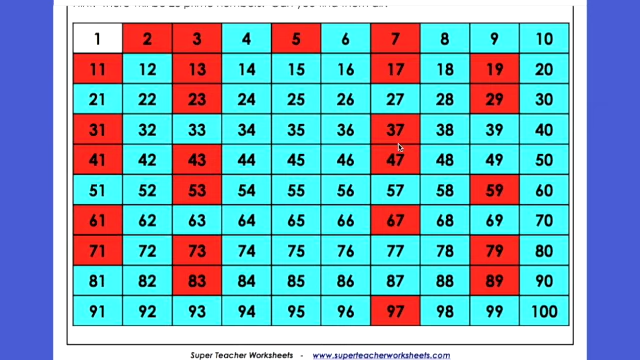 1 2 3 4 5 6 7 8 9 10
11 12 13 14 15 16 17 18 19 20
21 22 23 24 25 26 27 28 29 30
31 32 33 34 35 36 37 38 39 40
41 42 43 44 45 46 47 48 49 50
51 52 53 54 55 56 57 58 59 60
61 62 63 64 65 66 67 68 69 70
71 72 73 74 75 76 77 78 79 80
81 82 83 84 85 86 87 88 89 90
91 92 93 94 95 96 97 98 99 100
Super Teacher Worksheets - www.superteacherworksheets.com